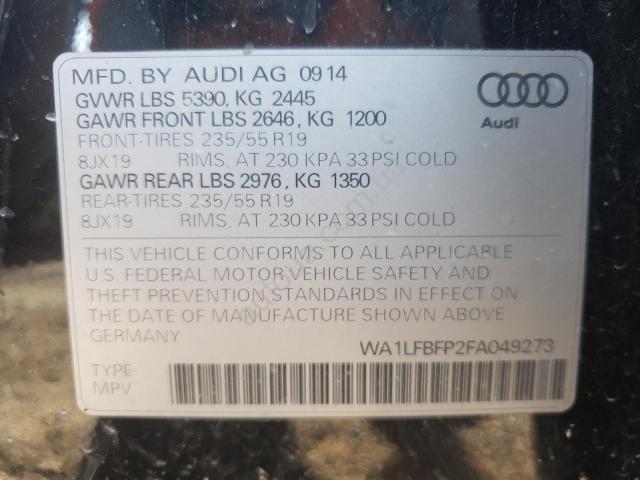 MFD. BY AUDI AG 0914
GVWR LBS 5390, KG 2445
GAWR FRONT LBS 2646, KG 1200
FRONT-TIRES 235/55 R19
8JX19 RIMS, AT 230 KPA 33 PSI COLD
GAWR REAR LBS 2976, KG 1350
REAR-TIRES 235/55 R19
8JX19 RIMS, AT 230 KPA 33 PSI COLD
Audi
THIS VEHICLE CONFORMS TO ALL APPLICABLE
U.S. FEDERAL MOTOR VEHICLE SAFETY AND
THEFT PREVENTION STANDARDS IN EFFECT ON
THE DATE OF MANUFACTURE SHOWN ABOVE.
GERMANY
WA1LFBFP2FA049273
TYPE:
MPV